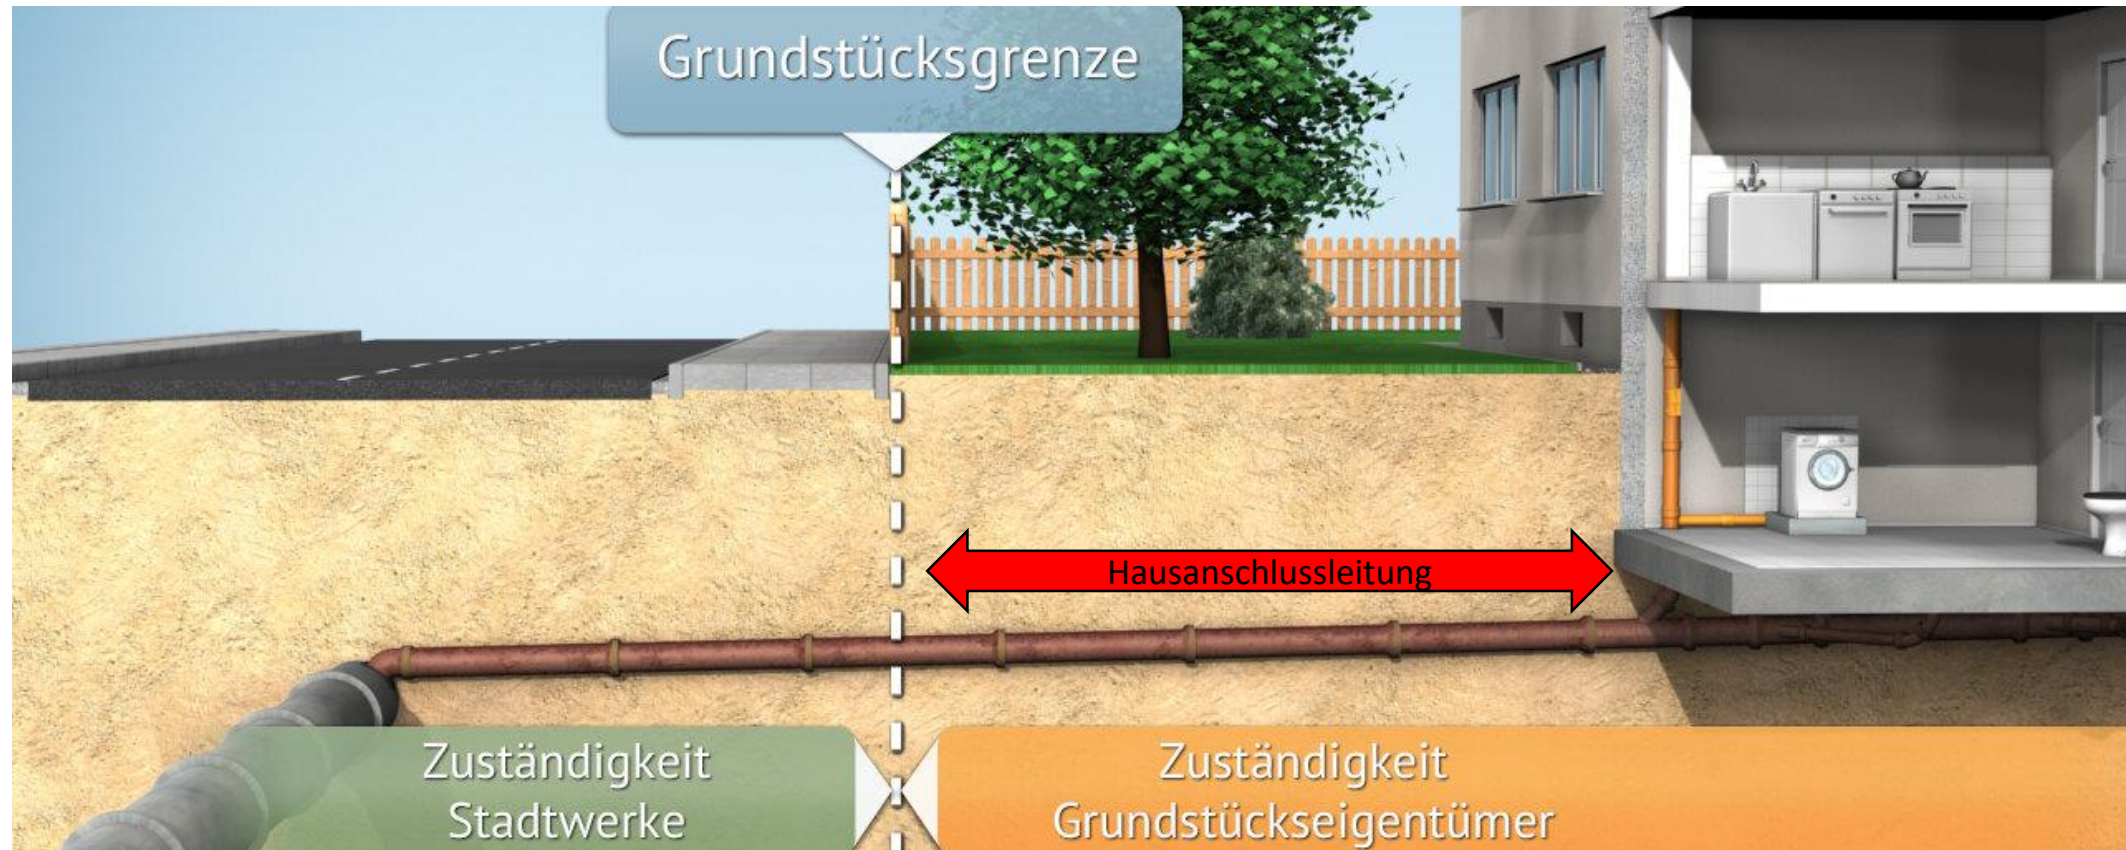 Grundstücksgrenze
Hausanschlussleitung
Zuständigkeit
Stadtwerke
Zuständigkeit
Grundstückseigentümer